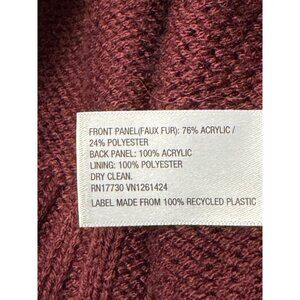 FRONT PANEL(FAUX FUR): 76% ACRYLIC /
24% POLYESTER
BACK PANEL: 100% ACRYLIC
LINING: 100% POLYESTER
DRY CLEAN.
RN17730 VN1261424
LABEL MADE FROM 100% RECYCLED PLASTIC